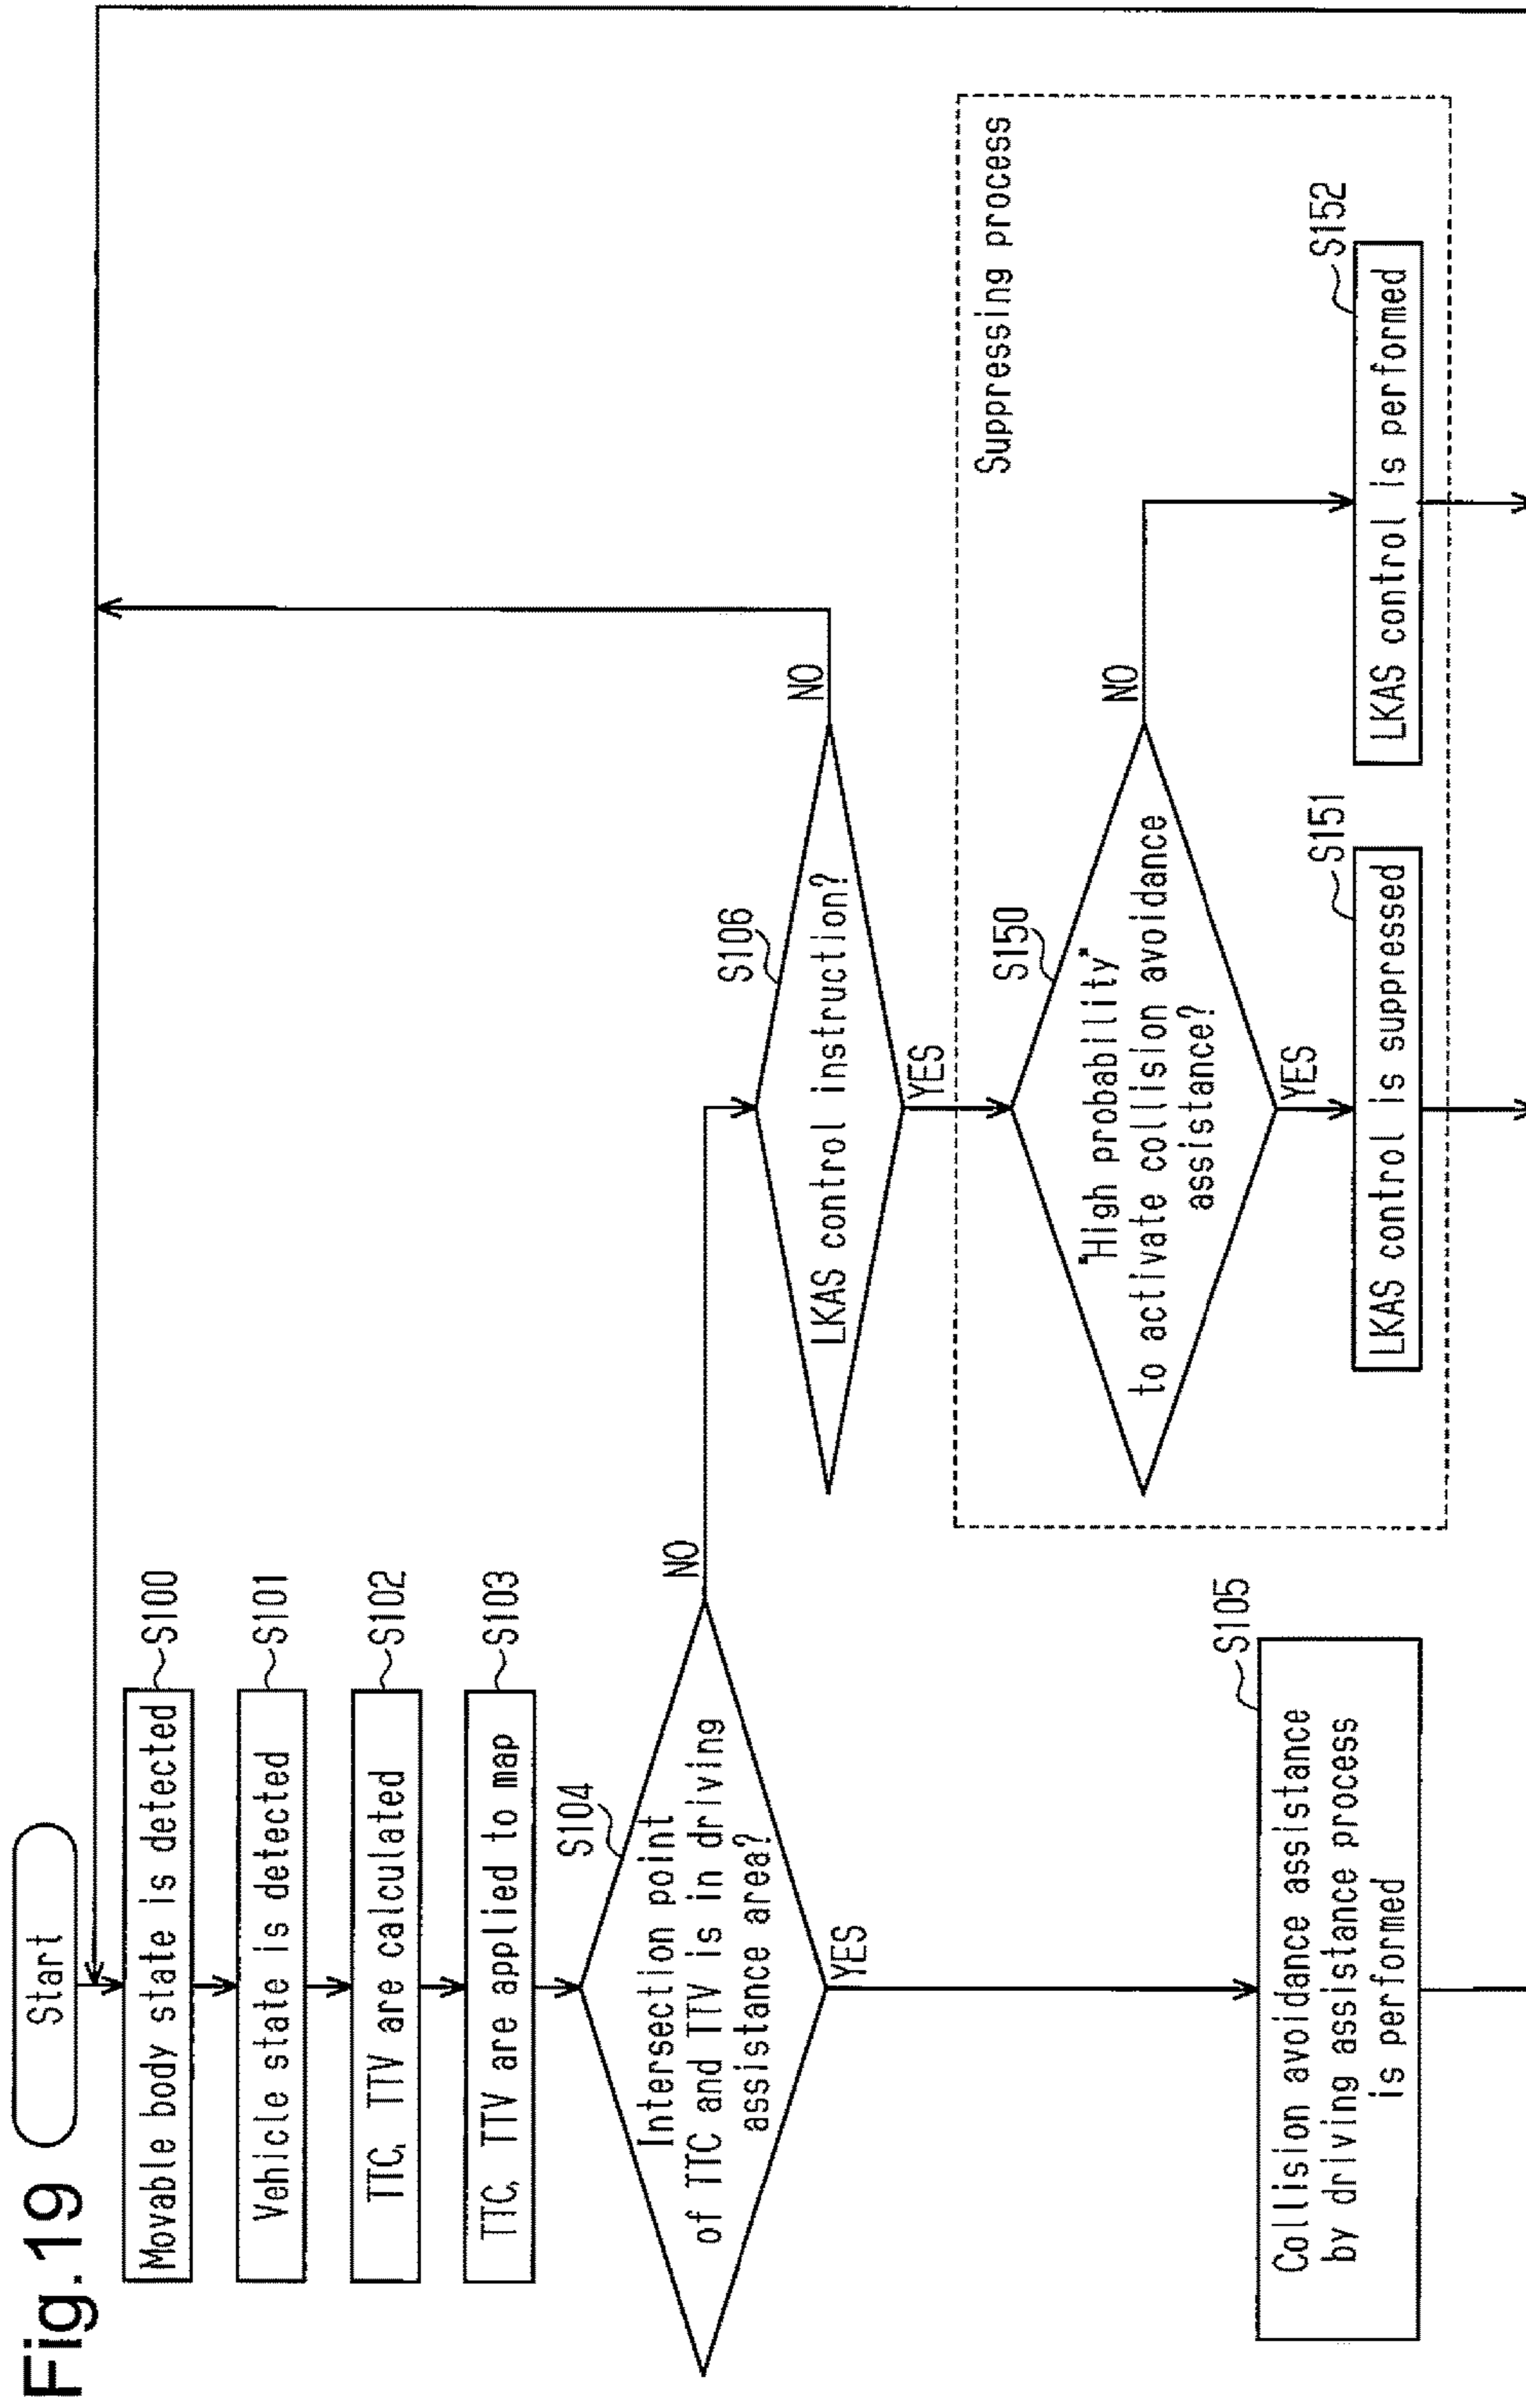 Fig.19
Start
Movable body state is detected
S100
Vehicle state is detected
S101
TTC, TTV are calculated
S102
TTC, TTV are applied to map
S103
S104
Intersection point
of TTC and TTV is in driving
assistance area?
NO
YES
S106
LKAS control instruction?
NO
YES
Suppressing process
S150
"High probability"
to activate collision avoidance
assistance?
NO
YES
S105
Collision avoidance assistance
by driving assistance process
is performed
S151
LKAS control is suppressed
S152
LKAS control is performed